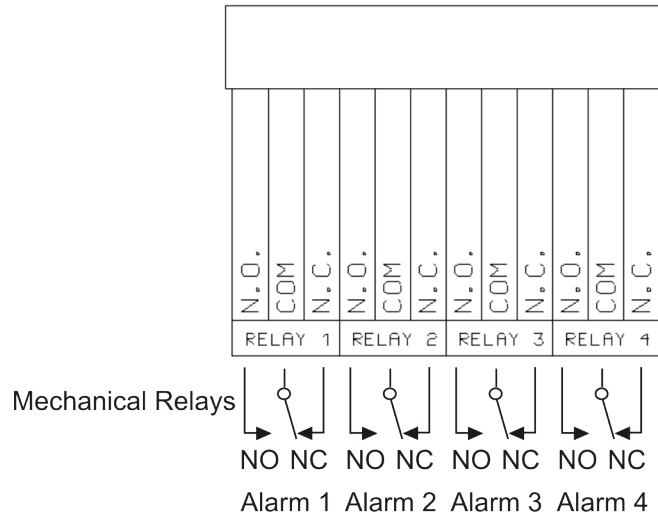 N.O. COM N.C. N.O. COM N.C. N.O. COM N.C. N.O. COM N.C.
RELAY 1 RELAY 2 RELAY 3 RELAY 4
Mechanical Relays
NO NC NO NC NO NC NO NC
Alarm 1 Alarm 2 Alarm 3 Alarm 4